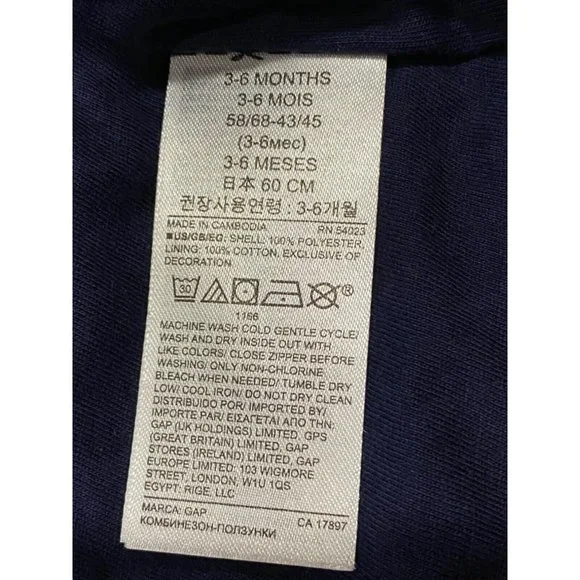 3-6 MONTHS
3-6 MOIS
58/68-43/45
(3-6мес)
3-6 MESES
日本 60 CM
권장사용연령 : 3-6개월
MADE IN CAMBODIA RN 54023
■US/GB/EG: SHELL: 100% POLYESTER,
LINING: 100% COTTON, EXCLUSIVE OF
DECORATION.
30 ®
1166
MACHINE WASH COLD GENTLE CYCLE/
WASH AND DRY INSIDE OUT WITH
LIKE COLORS/ CLOSE ZIPPER BEFORE
WASHING/ ONLY NON-CHLORINE
BLEACH WHEN NEEDED/ TUMBLE DRY
LOW/ COOL IRON/ DO NOT DRY CLEAN
DISTRIBUIDO POR/ IMPORTED BY/
IMPORTE PAR/ ΕΙΣΑΓΕΤΑΙ ΑΠΟ ΤΗΝ:
GAP (UK HOLDINGS) LIMITED, GPS
(GREAT BRITAIN) LIMITED, GAP
STORES (IRELAND) LIMITED, GAP
EUROPE LIMITED: 103 WIGMORE
STREET, LONDON, W1U 1QS
EGYPT: RIGE, LLC
MARCA: GAP CA 17897
КОМБИНЕЗОН-ПОЛЗУНКИ